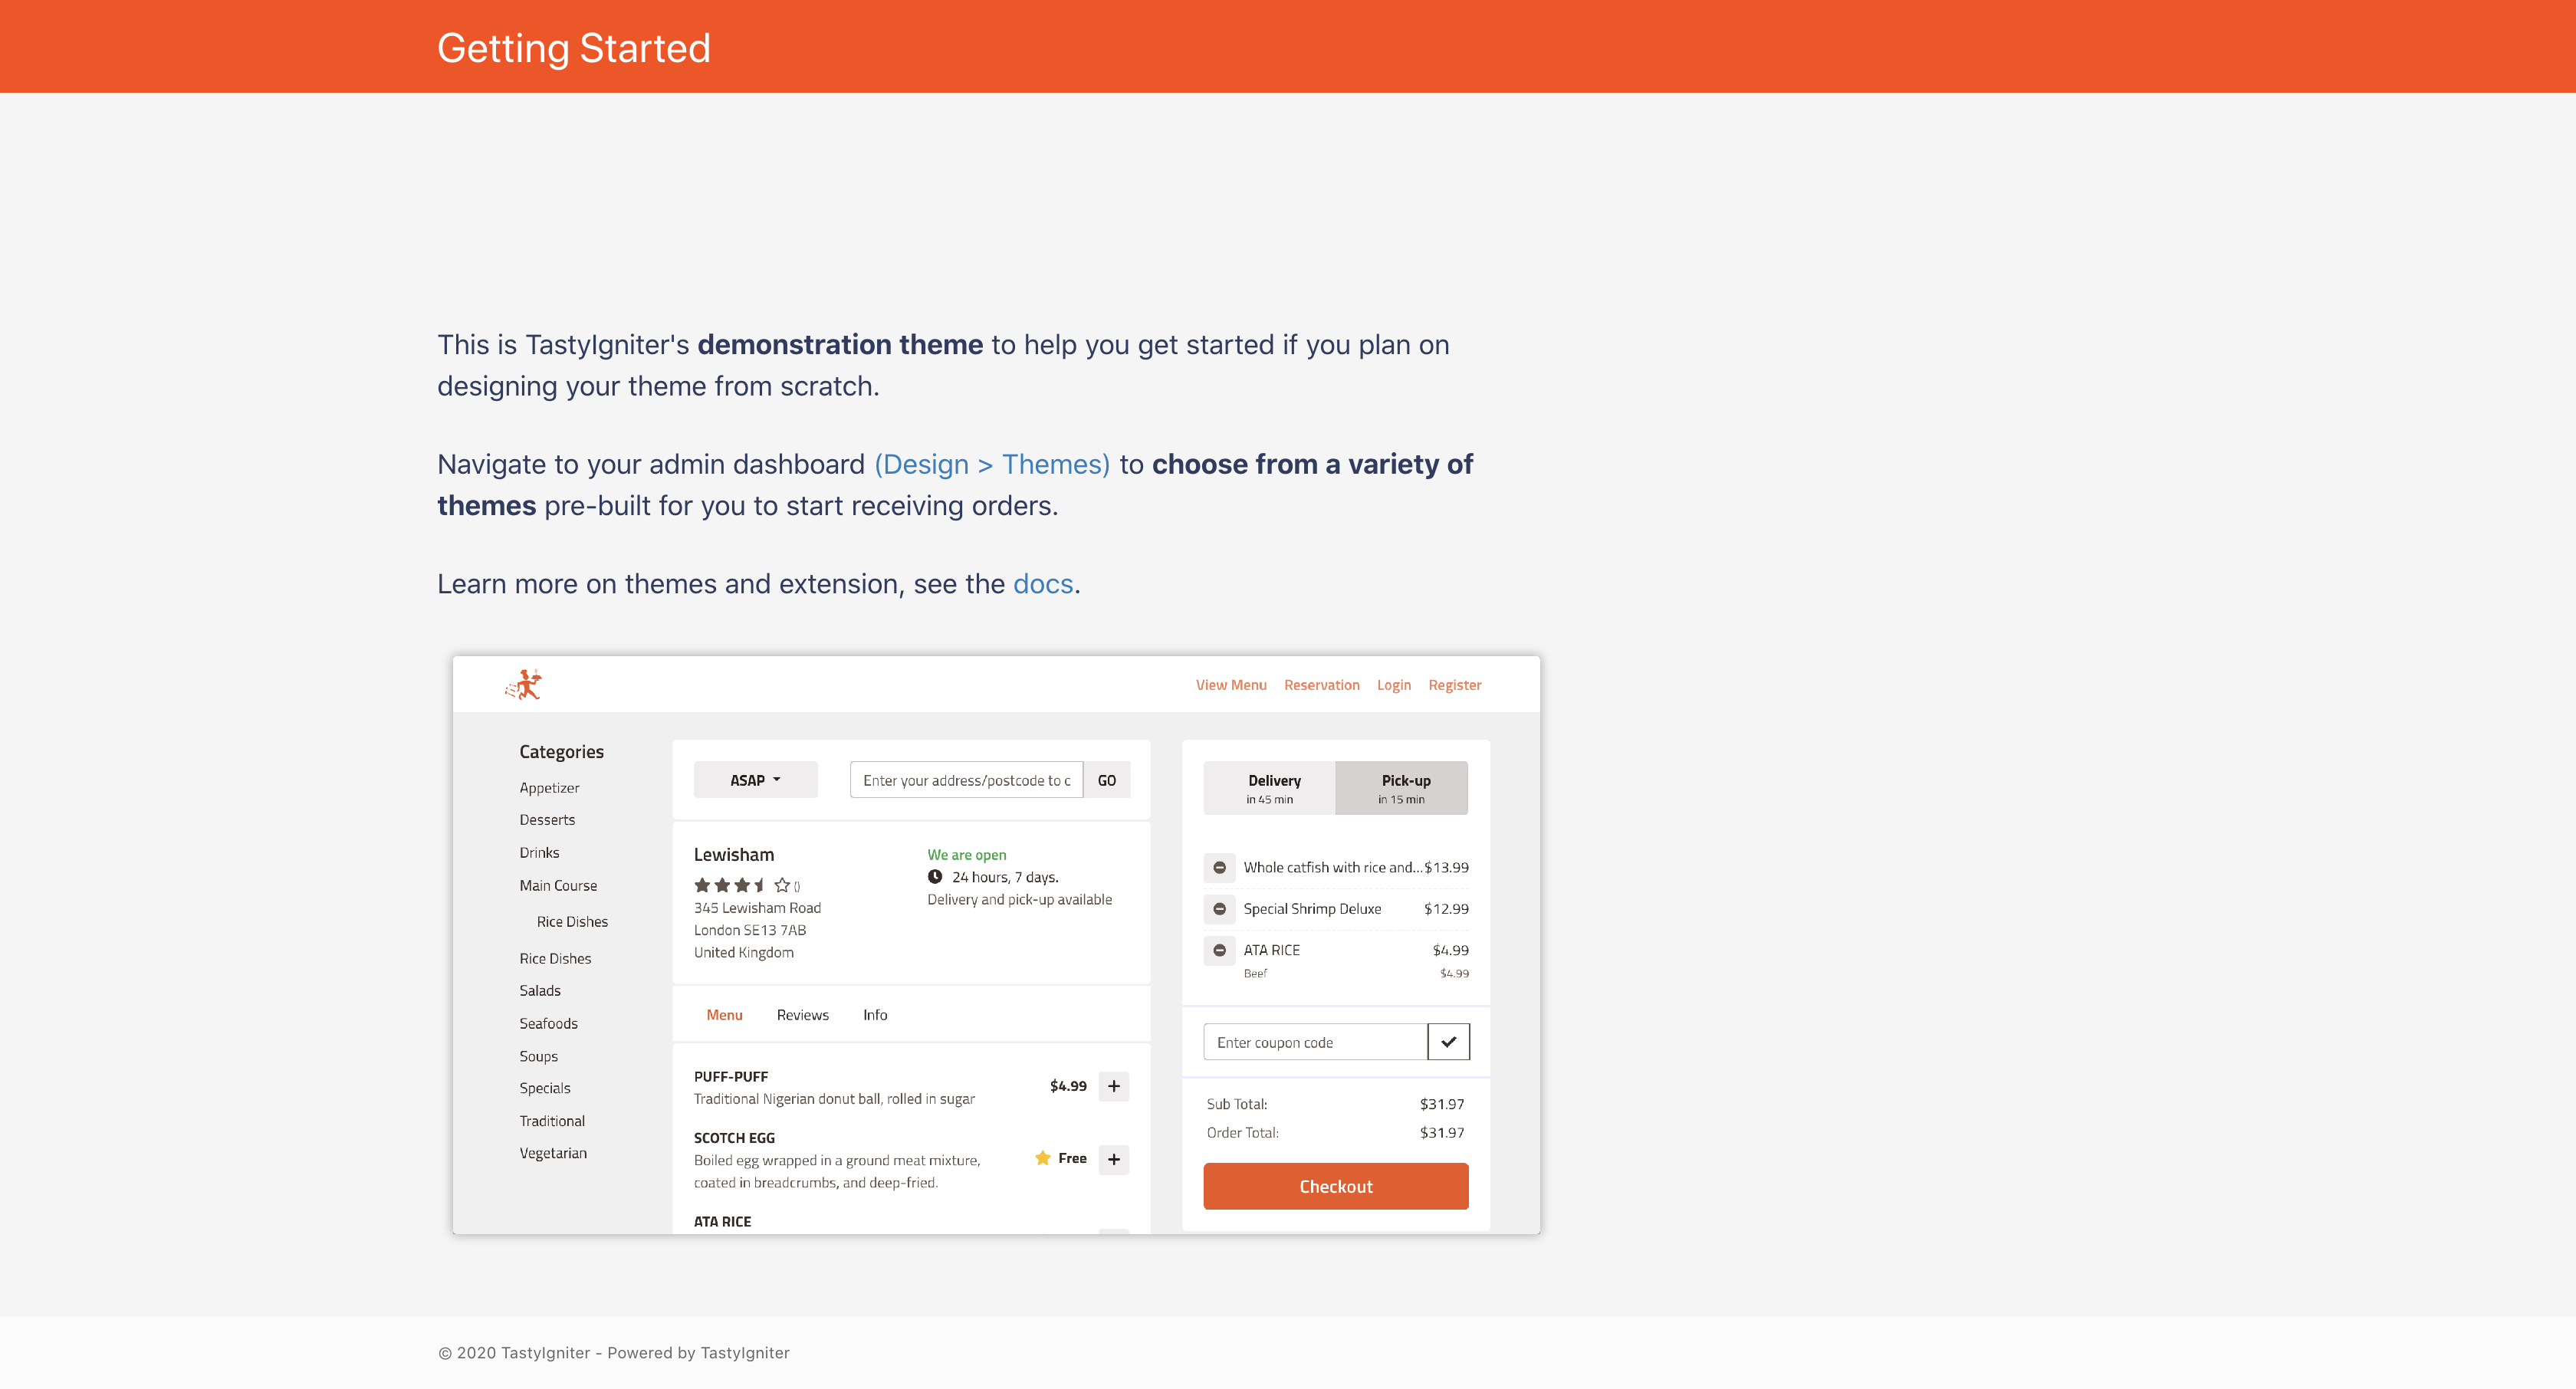 Getting Started
This is TastyIgniter's demonstration theme to help you get started if you plan on
designing your theme from scratch.
Navigate to your admin dashboard (Design > Themes) to choose from a variety of
themes pre-built for you to start receiving orders.
Learn more on themes and extension, see the docs.
View Menu Reservation Login Register
Categories
Appetizer
Desserts
Drinks
Main Course
Rice Dishes
Rice Dishes
Salads
Seafoods
Soups
Specials
Traditional
Vegetarian
ASAP
Enter your address/postcode to c
GO
Lewisham
()
345 Lewisham Road
London SE13 7AB
United Kingdom
We are open
24 hours, 7 days.
Delivery and pick-up available
Menu Reviews Info
PUFF-PUFF
Traditional Nigerian donut ball, rolled in sugar
$4.99
SCOTCH EGG
Boiled egg wrapped in a ground meat mixture,
coated in breadcrumbs, and deep-fried.
Free
ATA RICE
Delivery
in 45 min
Pick-up
in 15 min
Whole catfish with rice and...$13.99
Special Shrimp Deluxe $12.99
ATA RICE $4.99
Beef $4.99
Enter coupon code
Sub Total: $31.97
Order Total: $31.97
Checkout
© 2020 TastyIgniter - Powered by TastyIgniter